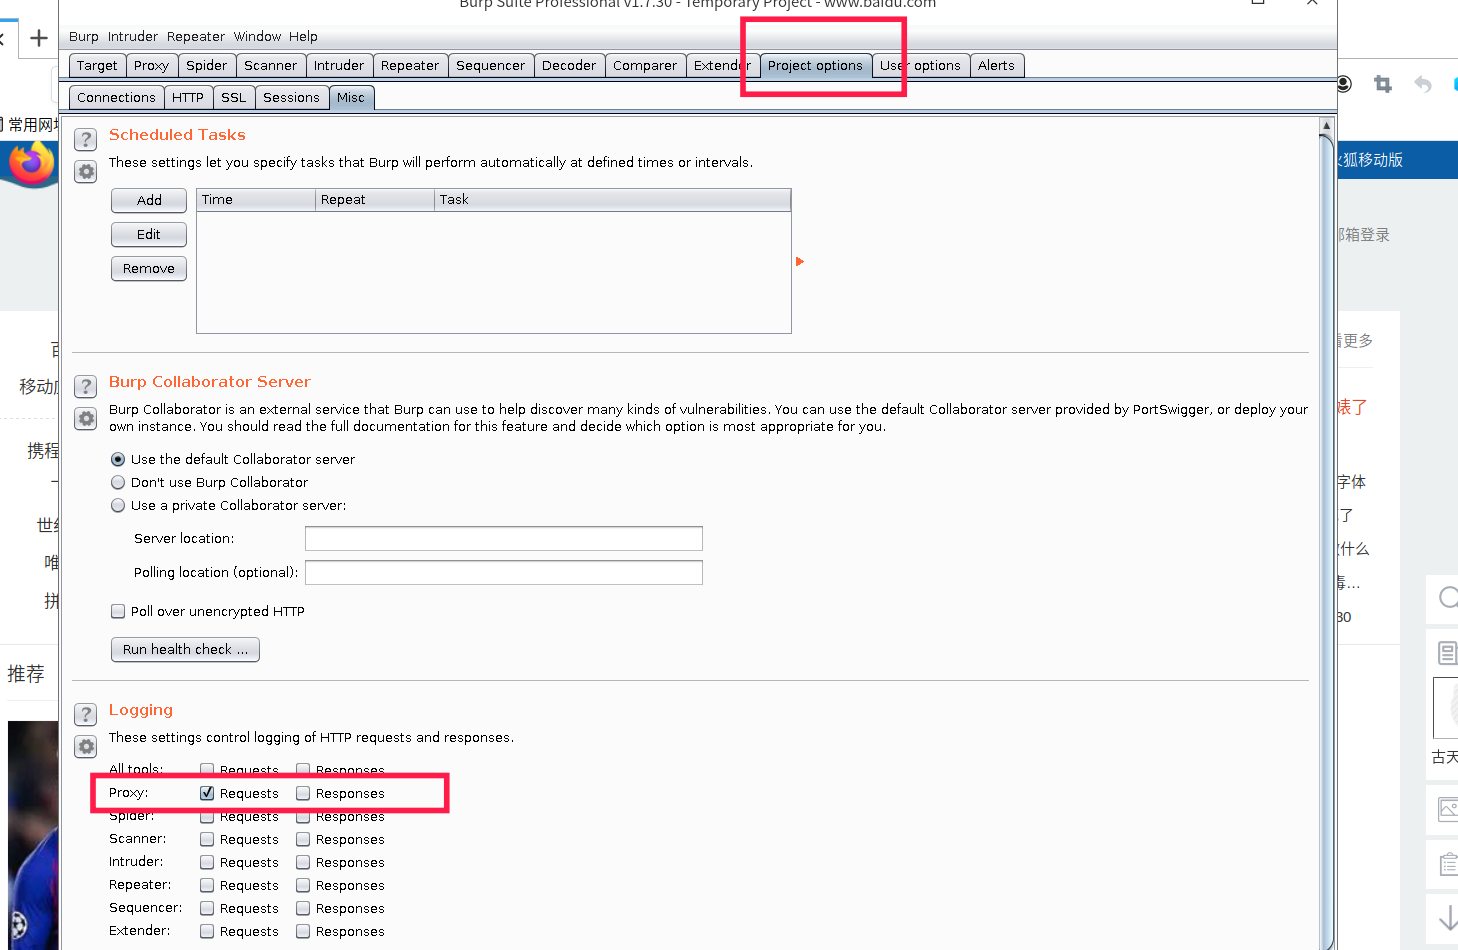 Burp Suite Professional v1.7.30 - Temporary Project - www.baidu.com
Burp Intruder Repeater Window Help
Target Proxy Spider Scanner Intruder Repeater Sequencer Decoder Comparer Extender Project options User options Alerts
Connections HTTP SSL Sessions Misc
常用网
火狐移动版
Scheduled Tasks
These settings let you specify tasks that Burp will perform automatically at defined times or intervals.
Add
Time Repeat Task
Edit
邮箱登录
Remove
看更多
移动
Burp Collaborator Server
Burp Collaborator is an external service that Burp can use to help discover many kinds of vulnerabilities. You can use the default Collaborator server provided by PortSwigger, or deploy your
own instance. You should read the full documentation for this feature and decide which option is most appropriate for you.
婊了
携程
Use the default Collaborator server
Don't use Burp Collaborator
字体
Use a private Collaborator server:
了
世纪
Server location:
什么
唯
Polling location (optional):
毒...
拼
Poll over unencrypted HTTP
30
Run health check ...
推荐
Logging
These settings control logging of HTTP requests and responses.
古天
All tools: Requests Responses
Proxy: Requests Responses
Spider: Requests Responses
Scanner: Requests Responses
Intruder: Requests Responses
Repeater: Requests Responses
Sequencer: Requests Responses
Extender: Requests Responses